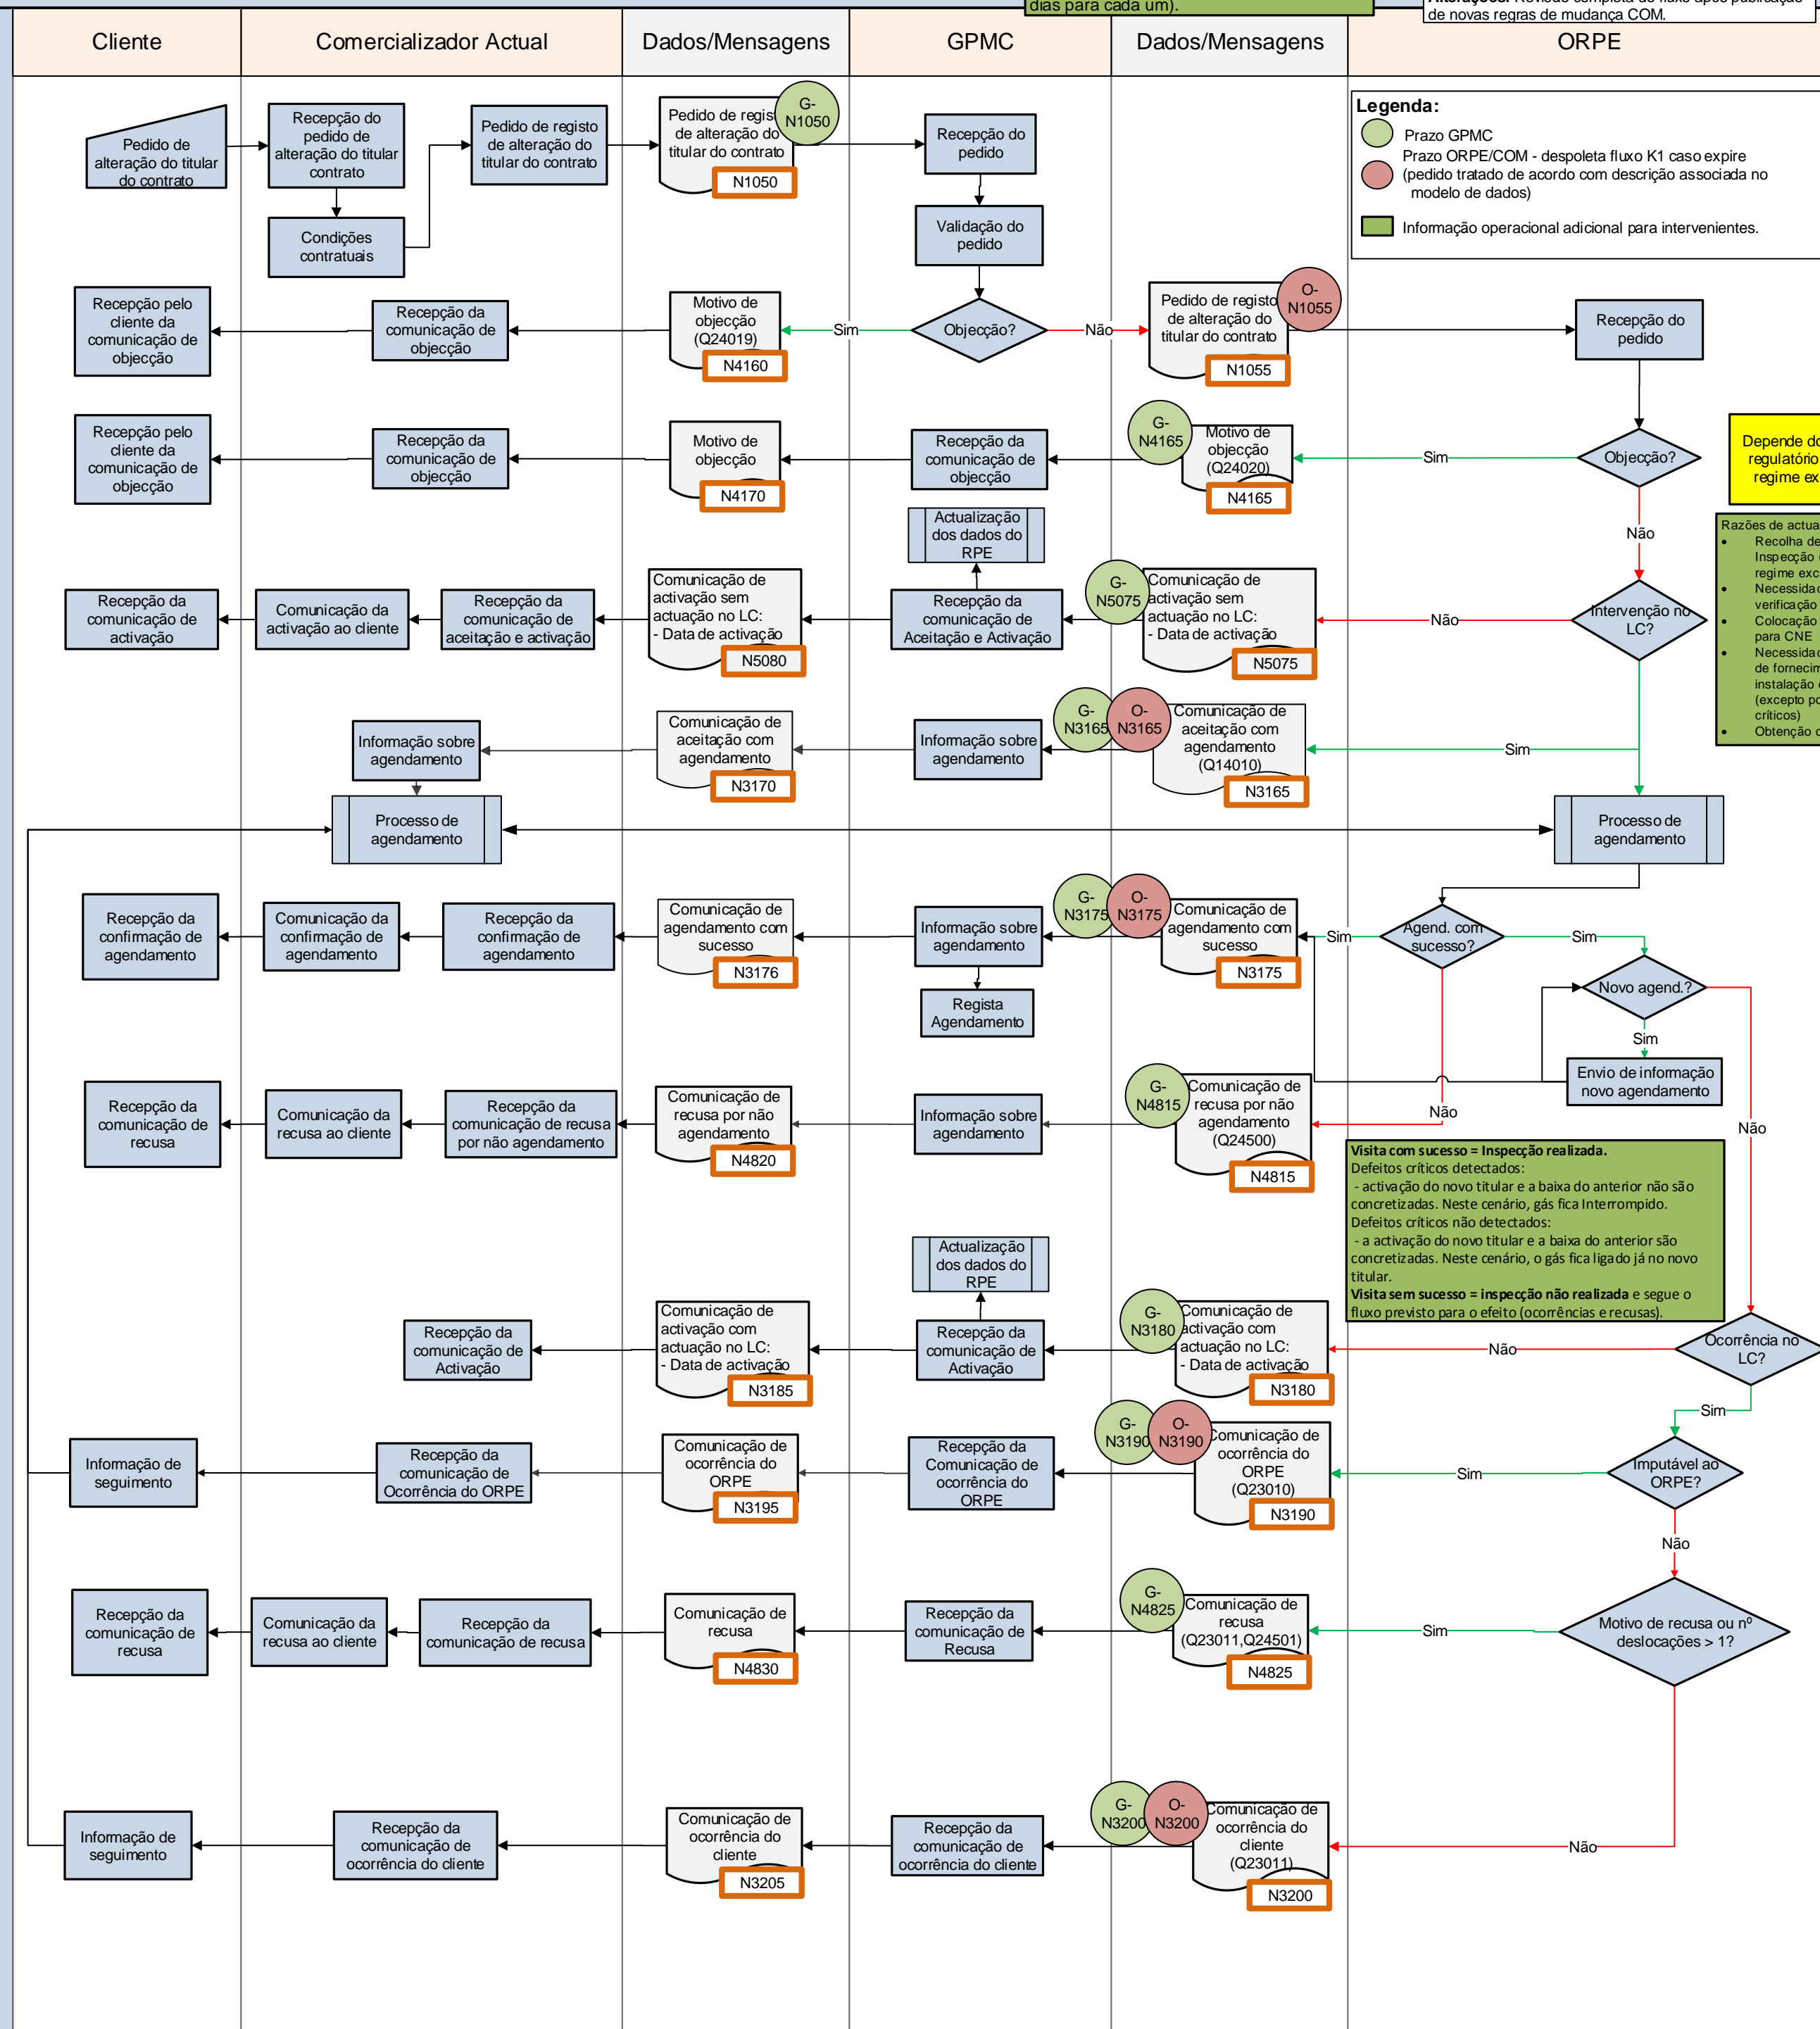 dias para cada um).
de novas regras de mudança COM.
Cliente
Comercializador Actual
Dados/Mensagens
GPMC
Dados/Mensagens
ORPE
Pedido de
alteração do titular
do contrato
Recepção do
pedido de
alteração do titular
contrato
Condições
contratuais
Pedido de registo
de alteração do
titular do contrato
Pedido de
de alteração do
titular do contrato
N1050
G-
N1050
Recepção do
pedido
Validação do
pedido
Legenda:
Prazo GPMC
Prazo ORPE/COM - despoleta fluxo K1 caso expire
(pedido tratado de acordo com descrição associada no
modelo de dados)
Informação operacional adicional para intervenientes.
Recepção pelo
cliente da
comunicação de
objecção
Recepção da
comunicação de
objecção
Motivo de
objecção
(Q24019)
N4160
Sim
Objecção?
Não
Pedido de registo
de alteração do
titular do contrato
N1055
O-
N1055
Recepção do
pedido
Recepção pelo
cliente da
comunicação de
objecção
Recepção da
comunicação de
objecção
Motivo de
objecção
N4170
Recepção da
comunicação de
objecção
G-
N4165
Motivo de
objecção
(Q24020)
N4165
Sim
Objecção?
Não
Depende
regulatório
regime
Razões de
Recolha de
Inspecção
regime
verificação
Colocação
para CNE
de
instalação
(excepto
críticos)
Obtenção
Actualização
dos dados do
RPE
Recepção da
comunicação de
activação
Comunicação da
activação ao cliente
Recepção da
comunicação de
aceitação e activação
Comunicação de
activação sem
actuação no LC:
- Data de activação
N5080
Recepção da
comunicação de
Aceitação e Activação
G-
N5075
Comunicação de
activação sem
actuação no LC:
- Data de activação
N5075
Não
Intervenção no
LC?
Informação sobre
agendamento
Comunicação de
aceitação com
agendamento
N3170
Informação sobre
agendamento
G-
N3165
O-
N3165
Comunicação de
aceitação com
agendamento
(Q14010)
N3165
Sim
Processo de
agendamento
Processo de
agendamento
Recepção da
confirmação de
agendamento
Comunicação da
confirmação de
agendamento
Recepção da
confirmação de
agendamento
Comunicação de
agendamento com
sucesso
N3176
Informação sobre
agendamento
Regista
Agendamento
G-
N3175
O-
N3175
Comunicação de
agendamento com
sucesso
N3175
Sim
Agend. com
sucesso?
Sim
Novo agend.?
Sim
Envio de informação
novo agendamento
Não
Não
Recepção da
comunicação de
recusa
Comunicação da
recusa ao cliente
Recepção da
comunicação de recusa
por não agendamento
Comunicação de
recusa por não
agendamento
N4820
Informação sobre
agendamento
G-
N4815
Comunicação de
recusa por não
agendamento
(Q24500)
N4815
Visita com sucesso = Inspecção realizada.
Defeitos críticos detectados:
- activação do novo titular e a baixa do anterior não são
concretizadas. Neste cenário, gás fica Interrompido.
Defeitos críticos não detectados:
- a activação do novo titular e a baixa do anterior são
concretizadas. Neste cenário, o gás fica ligado já no novo
titular.
Visita sem sucesso = inspecção não realizada e segue o
fluxo previsto para o efeito (ocorrências e recusas).
Actualização
dos dados do
RPE
Recepção da
comunicação de
Activação
Comunicação de
activação com
actuação no LC:
- Data de activação
N3185
Recepção da
comunicação de
Activação
G-
N3180
Comunicação de
activação com
actuação no LC:
- Data de activação
N3180
Não
Ocorrência no
LC?
Sim
Informação de
seguimento
Recepção da
comunicação de
Ocorrência do ORPE
Comunicação de
ocorrência do
ORPE
N3195
Recepção da
Comunicação de
ocorrência do
ORPE
G-
N3190
O-
N3190
Comunicação de
ocorrência do
ORPE
(Q23010)
N3190
Sim
Imputável ao
ORPE?
Não
Recepção da
comunicação de
recusa
Comunicação da
recusa ao cliente
Recepção da
comunicação de recusa
Comunicação de
recusa
N4830
Recepção da
comunicação de
Recusa
G-
N4825
Comunicação de
recusa
(Q23011,Q24501)
N4825
Sim
Motivo de recusa ou nº
deslocações > 1?
Informação de
seguimento
Recepção da
comunicação de
ocorrência do cliente
Comunicação de
ocorrência do
cliente
N3205
Recepção da
comunicação de
ocorrência do cliente
G-
N3200
O-
N3200
Comunicação de
ocorrência do
cliente
(Q23011)
N3200
Não